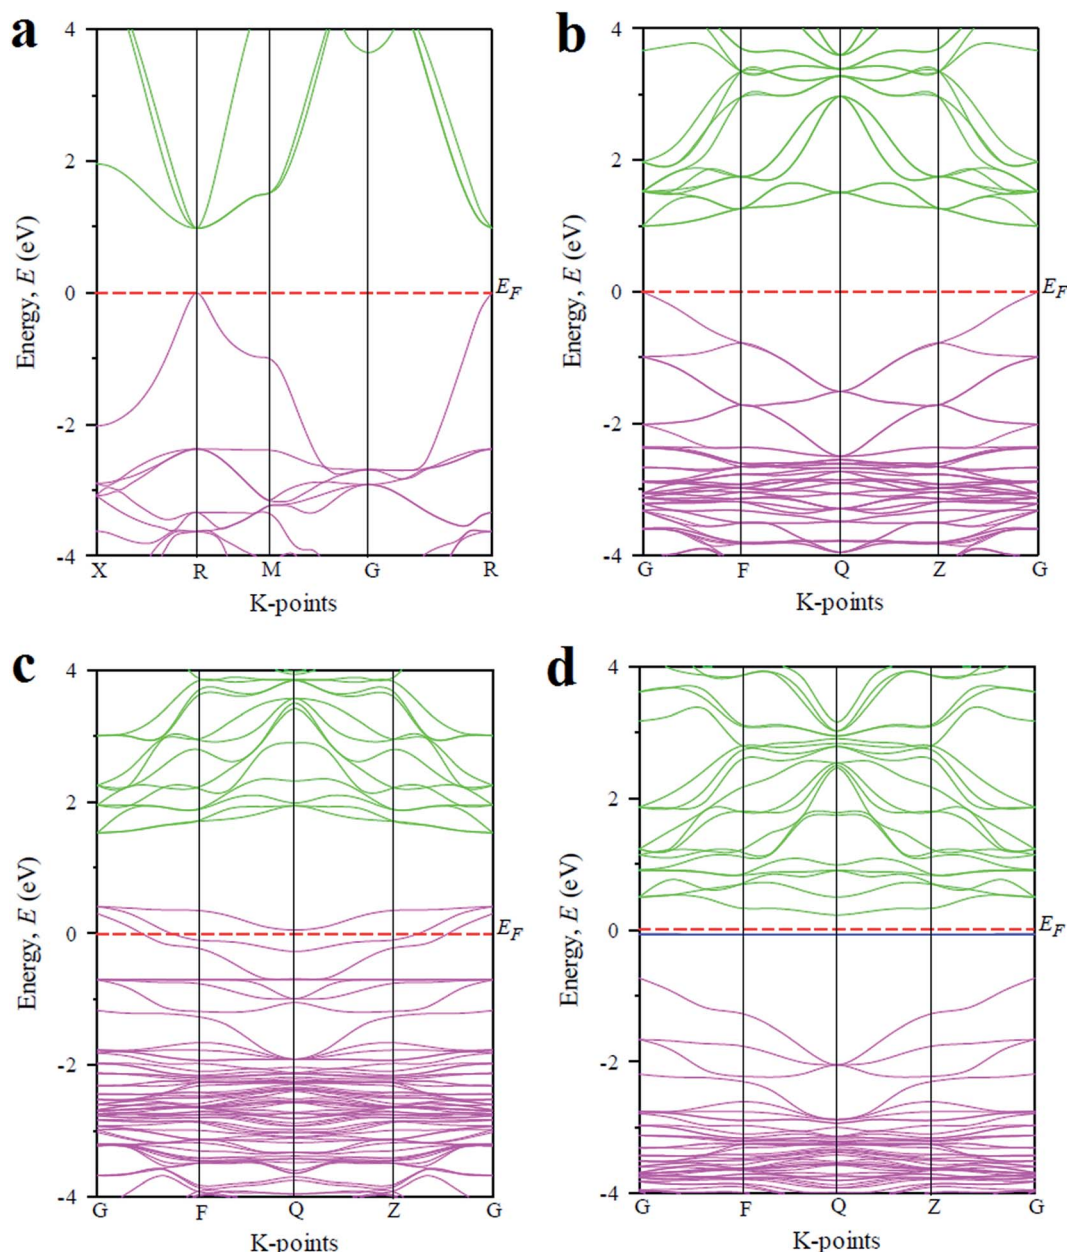 a
4
2
0
-2
-4
Energy, E (eV)
E_F
X R M G R
K-points
b
4
2
0
-2
-4
Energy, E (eV)
E_F
G F Q Z G
K-points
c
4
2
0
-2
-4
Energy, E (eV)
E_F
G F Q Z G
K-points
d
4
2
0
-2
-4
Energy, E (eV)
E_F
G F Q Z G
K-points